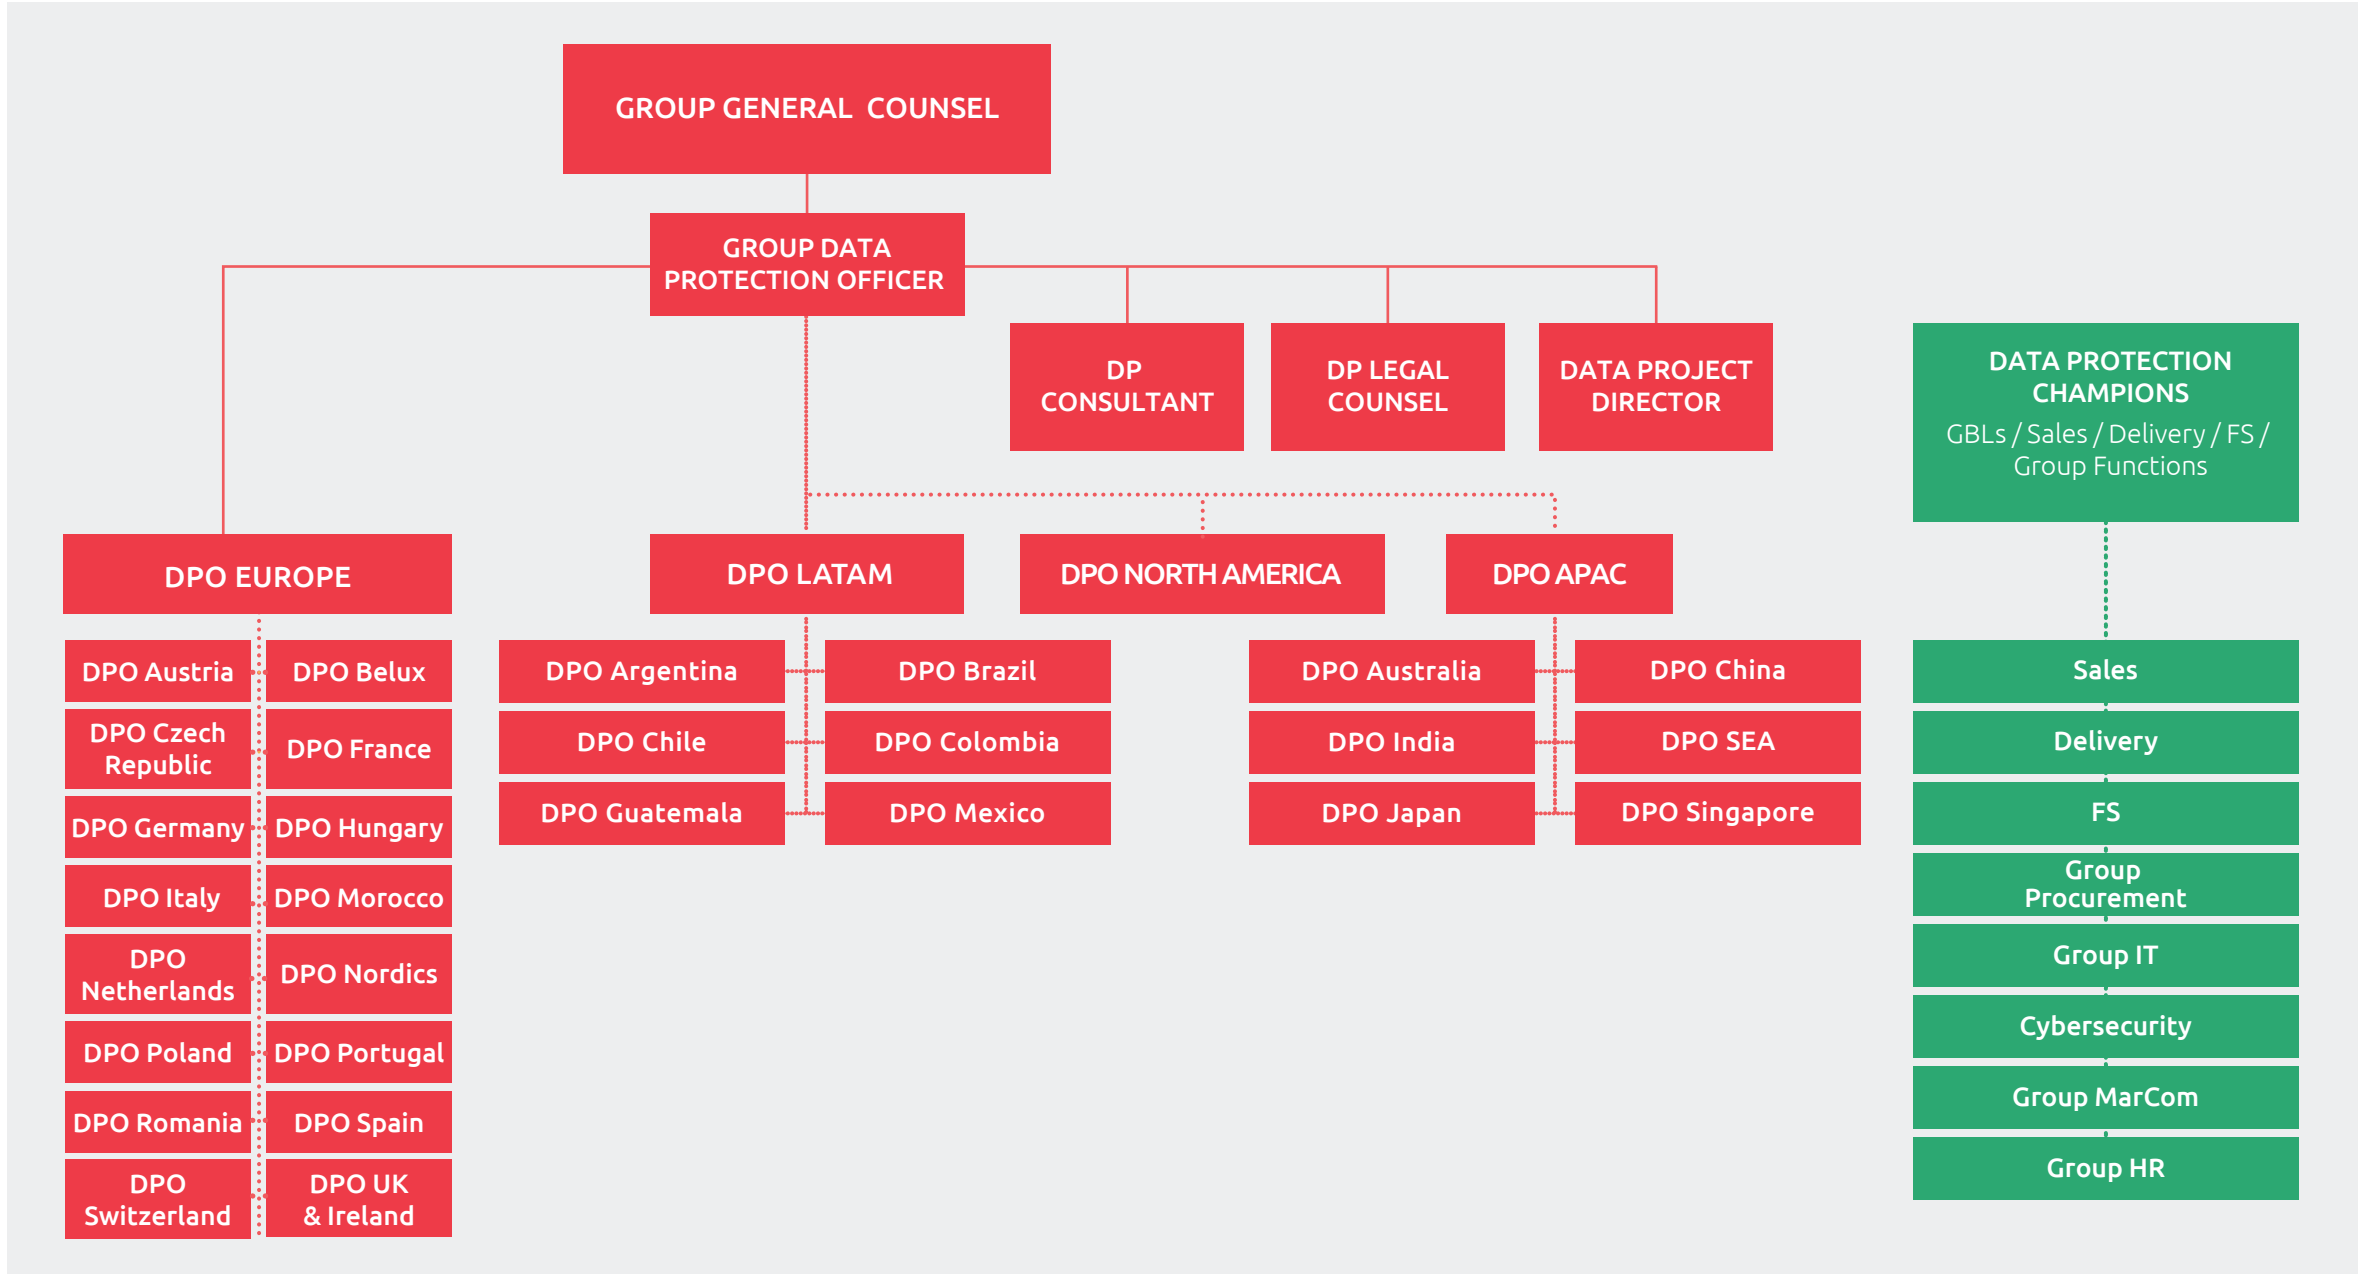 GROUP GENERAL COUNSEL
GROUP DATA
PROTECTION OFFICER
DP
CONSULTANT
DP LEGAL
COUNSEL
DATA PROJECT
DIRECTOR
DATA PROTECTION
CHAMPIONS
GBLs / Sales / Delivery / FS /
Group Functions
DPO EUROPE
DPO LATAM
DPO NORTH AMERICA
DPO APAC
DPO Austria
DPO Belux
DPO Czech
Republic
DPO France
DPO Germany
DPO Hungary
DPO Italy
DPO Morocco
DPO
Netherlands
DPO Nordics
DPO Poland
DPO Portugal
DPO Romania
DPO Spain
DPO
Switzerland
DPO UK
& Ireland
DPO Argentina
DPO Brazil
DPO Chile
DPO Colombia
DPO Guatemala
DPO Mexico
DPO Australia
DPO China
DPO India
DPO SEA
DPO Japan
DPO Singapore
Sales
Delivery
FS
Group
Procurement
Group IT
Cybersecurity
Group MarCom
Group HR